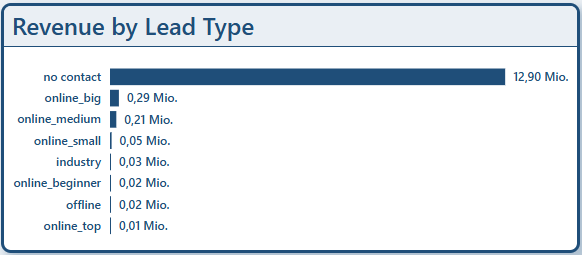 Revenue by Lead Type
no contact 12,90 Mio.
online_big 0,29 Mio.
online_medium 0,21 Mio.
online_small 0,05 Mio.
industry 0,03 Mio.
online_beginner 0,02 Mio.
offline 0,02 Mio.
online_top 0,01 Mio.